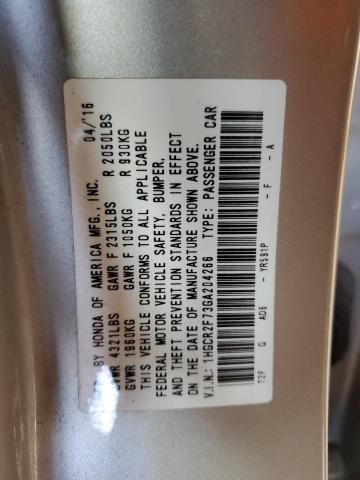 BY HONDA OF AMERICA MFG., INC. 04/'16
GVWR 4321LBS GAWR F 2315LBS R 2050LBS
GVWR 1960KG GAWR F 1050KG R 930KG
THIS VEHICLE CONFORMS TO ALL APPLICABLE
FEDERAL MOTOR VEHICLE SAFETY, BUMPER,
AND THEFT PREVENTION STANDARDS IN EFFECT
ON THE DATE OF MANUFACTURE SHOWN ABOVE.
V.I.N.: 1HGCR2F73GA204266 TYPE: PASSENGER CAR
T2F G AD6 - YR591P - F - A